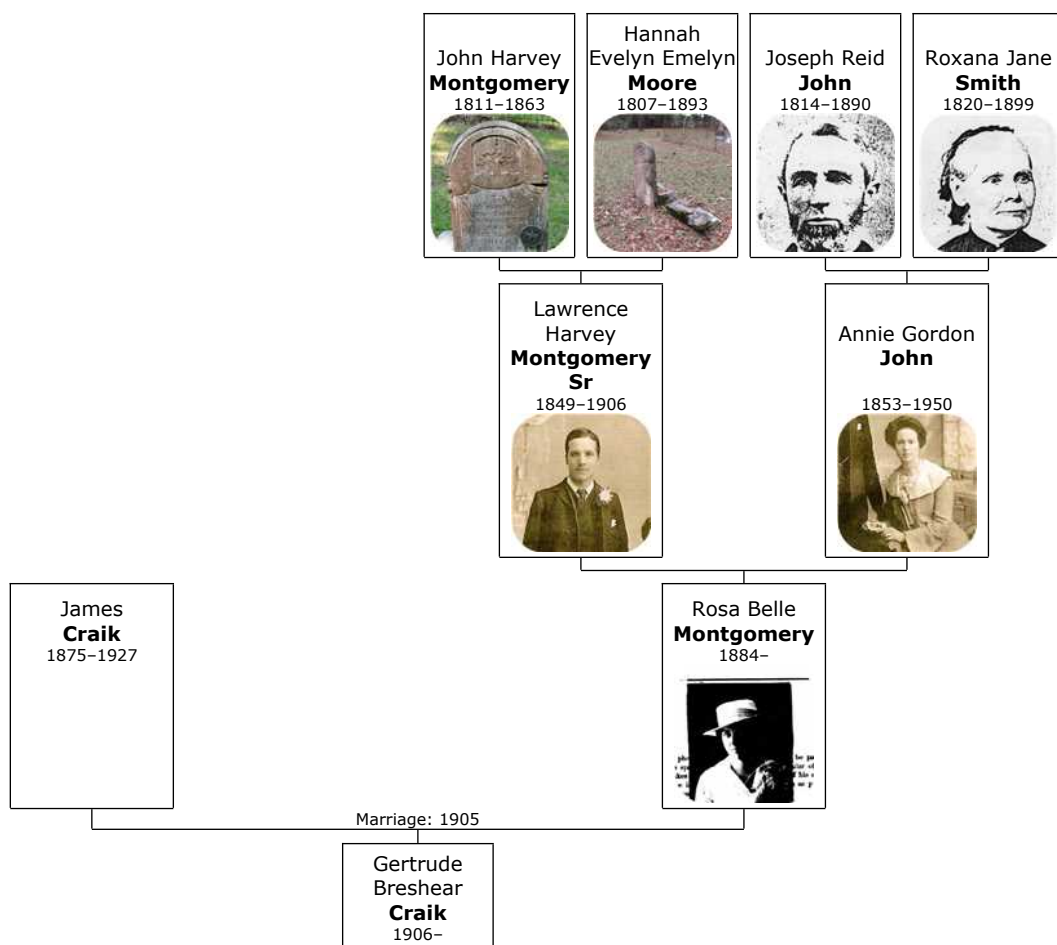 John Harvey
Montgomery
1811–1863
Hannah
Evelyn Emelyn
Moore
1807–1893
Joseph Reid
John
1814–1890
Roxana Jane
Smith
1820–1899
Lawrence
Harvey
Montgomery
Sr
1849–1906
Annie Gordon
John
1853–1950
James
Craik
1875–1927
Rosa Belle
Montgomery
1884–
Marriage: 1905
Gertrude
Breshear
Craik
1906–